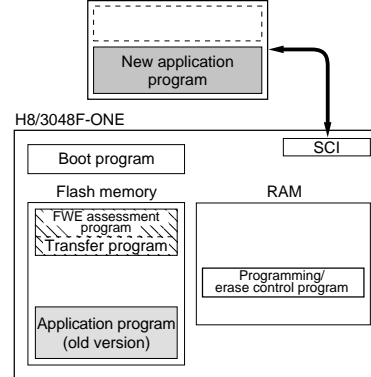 New application
program
H8/3048F-ONE
SCI
Boot program
Flash memory
RAM
FWE assessment
program
Transfer program
Programming/
erase control program
Application program
(old version)